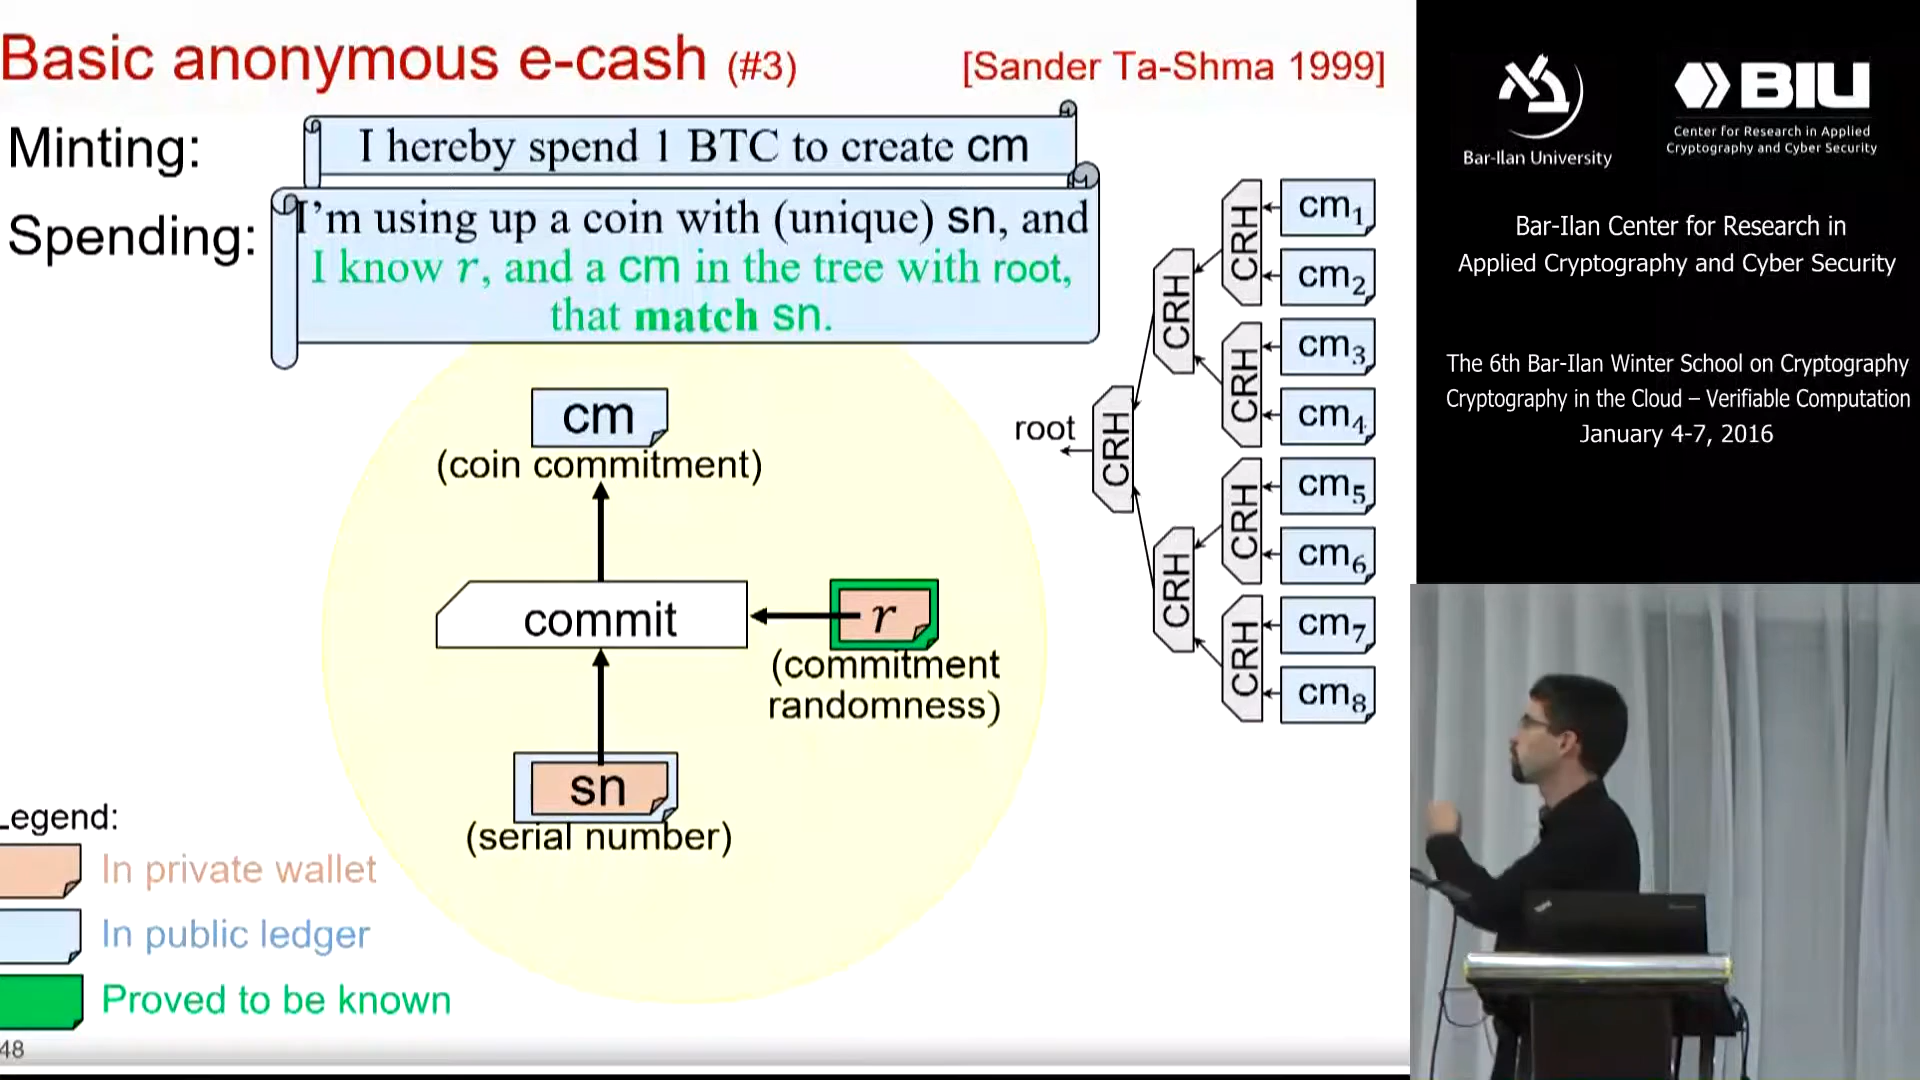 Basic anonymous e-cash (#3) [Sander Ta-Shma 1999]
Minting:
I hereby spend 1 BTC to create cm
Spending:
I'm using up a coin with (unique) sn, and
I know r, and a cm in the tree with root,
that match sn.
cm
(coin commitment)
commit
r
(commitment
randomness)
sn
(serial number)
root
CRH
CRH
CRH
CRH
CRH
CRH
CRH
cm₁
cm₂
cm₃
cm₄
cm₅
cm₆
cm₇
cm₈
Legend:
In private wallet
In public ledger
Proved to be known
48
Bar-Ilan University
BIU
Center for Research in Applied
Cryptography and Cyber Security
Bar-Ilan Center for Research in
Applied Cryptography and Cyber Security
The 6th Bar-Ilan Winter School on Cryptography
Cryptography in the Cloud – Verifiable Computation
January 4-7, 2016